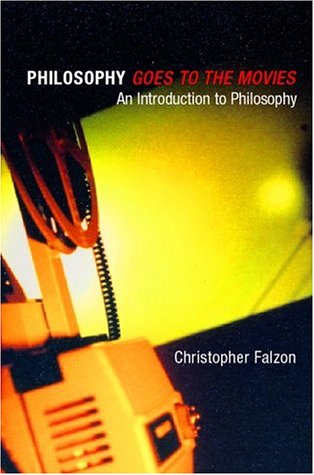 PHILOSOPHY GOES TO THE MOVIES
An Introduction to Philosophy
Christopher Falzon